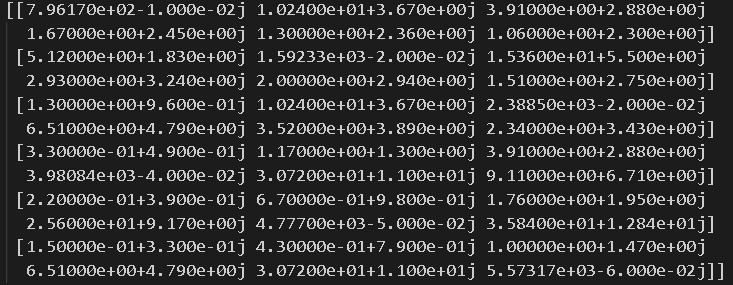 [[7.96170e+02-1.000e-02j 1.02400e+01+3.670e+00j 3.91000e+00+2.880e+00j
1.67000e+00+2.450e+00j 1.30000e+00+2.360e+00j 1.06000e+00+2.300e+00j]
[5.12000e+00+1.830e+00j 1.59233e+03-2.000e-02j 1.53600e+01+5.500e+00j
2.93000e+00+3.240e+00j 2.00000e+00+2.940e+00j 1.51000e+00+2.750e+00j]
[1.30000e+00+9.600e-01j 1.02400e+01+3.670e+00j 2.38850e+03-2.000e-02j
6.51000e+00+4.790e+00j 3.52000e+00+3.890e+00j 2.34000e+00+3.430e+00j]
[3.30000e-01+4.900e-01j 1.17000e+00+1.300e+00j 3.91000e+00+2.880e+00j
3.98084e+03-4.000e-02j 3.07200e+01+1.100e+01j 9.11000e+00+6.710e+00j]
[2.20000e-01+3.900e-01j 6.70000e-01+9.800e-01j 1.76000e+00+1.950e+00j
2.56000e+01+9.170e+00j 4.77770e+03-5.000e-02j 3.58400e+01+1.284e+01j]
[1.50000e-01+3.300e-01j 4.30000e-01+7.900e-01j 1.00000e+00+1.470e+00j
6.51000e+00+4.790e+00j 3.07200e+01+1.100e+01j 5.57317e+03-6.000e-02j]]